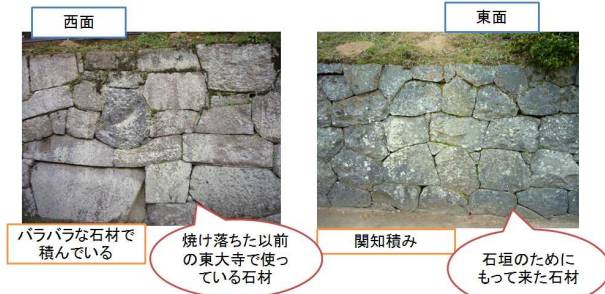 西面
東面
バラバラな石材で
積んでいる
焼け落ちた以前
の東大寺で使っ
ている石材
関知積み
石垣のために
もって来た石材